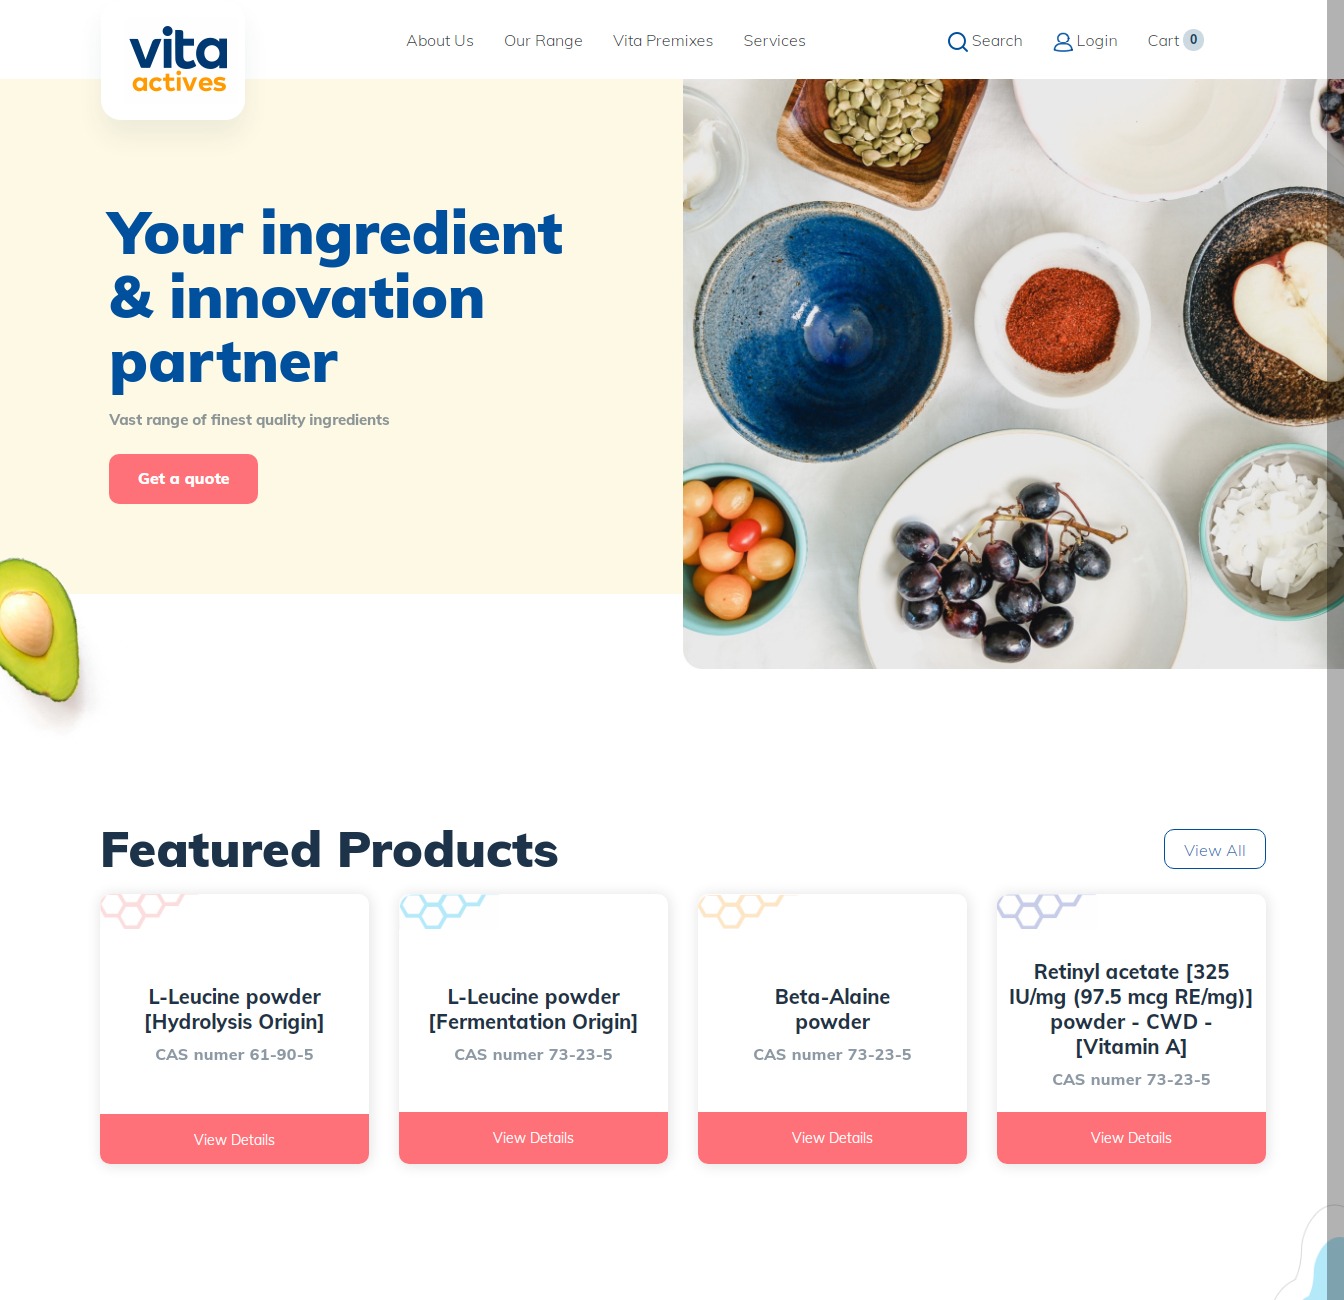 vita
actives
About Us
Our Range
Vita Premixes
Services
Search
Login
Cart 0
Your ingredient
& innovation
partner
Vast range of finest quality ingredients
Get a quote
Featured Products
View All
L-Leucine powder
[Hydrolysis Origin]
CAS numer 61-90-5
View Details
L-Leucine powder
[Fermentation Origin]
CAS numer 73-23-5
View Details
Beta-Alaine
powder
CAS numer 73-23-5
View Details
Retinyl acetate [325
IU/mg (97.5 mcg RE/mg)]
powder - CWD -
[Vitamin A]
CAS numer 73-23-5
View Details